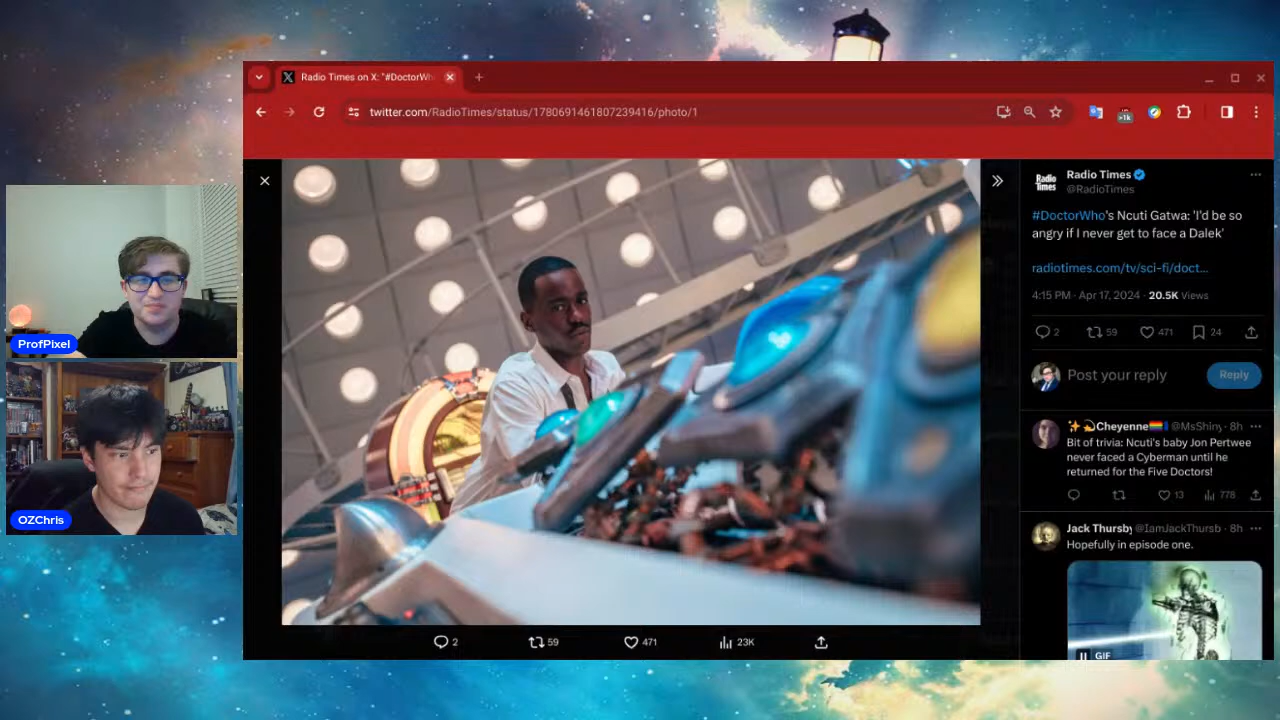 Radio Times on X: "#DoctorWh
twitter.com/RadioTimes/status/1780691461807239416/photo/1
>1k
Radio Times
Radio Times
@RadioTimes
#DoctorWho's Ncuti Gatwa: 'I'd be so
angry if I never get to face a Dalek'
radiotimes.com/tv/sci-fi/doct...
4:15 PM · Apr 17, 2024 · 20.5K Views
2 59 471 24
Post your reply
Reply
Cheyenne @MsShiny · 8h
Bit of trivia: Ncuti's baby Jon Pertwee
never faced a Cyberman until he
returned for the Five Doctors!
13 778
Jack Thursby @IamJackThursb · 8h
Hopefully in episode one.
GIF
2 59 471 23K
ProfPixel
OZChris